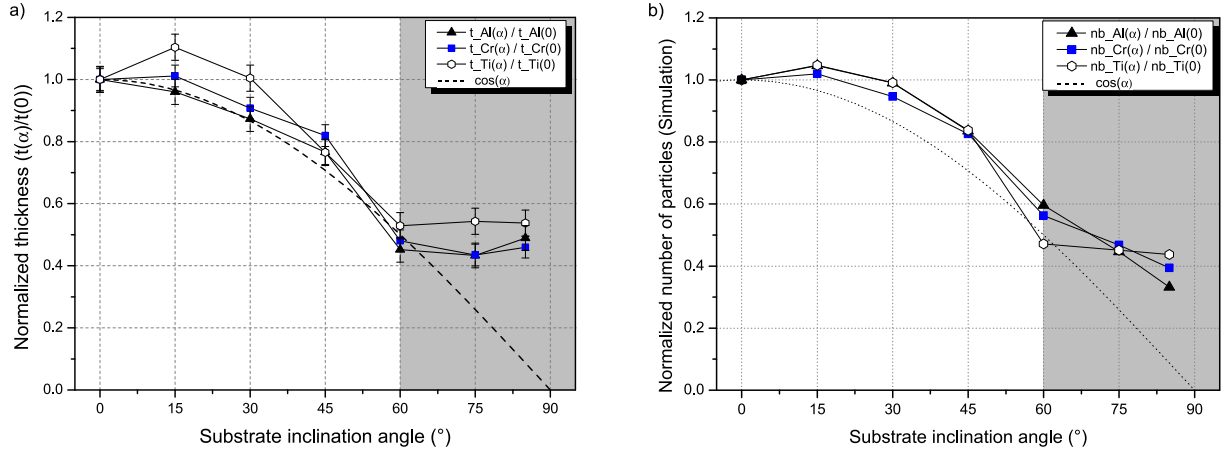 a)
Normalized thickness (t(α)/t(0))
1.2
1.0
0.8
0.6
0.4
0.2
0.0
t_Al(α) / t_Al(0)
t_Cr(α) / t_Cr(0)
t_Ti(α) / t_Ti(0)
cos(α)
0 15 30 45 60 75 90
Substrate inclination angle (°)
b)
Normalized number of particles (Simulation)
1.2
1.0
0.8
0.6
0.4
0.2
0.0
nb_Al(α) / nb_Al(0)
nb_Cr(α) / nb_Cr(0)
nb_Ti(α) / nb_Ti(0)
cos(α)
0 15 30 45 60 75 90
Substrate inclination angle (°)